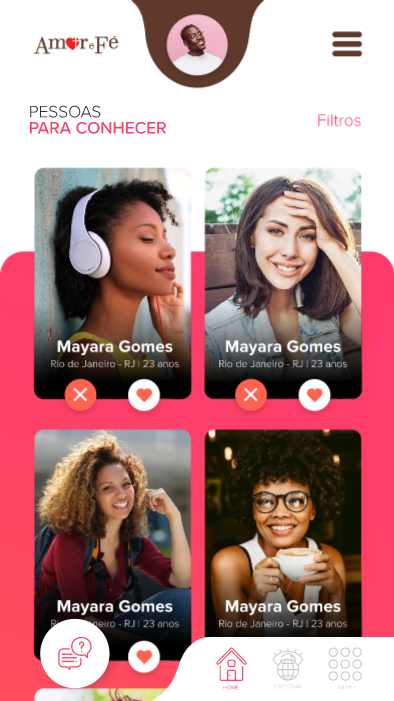 Amor e Fé
PESSOAS
PARA CONHECER
Filtros
Mayara Gomes
Rio de Janeiro - RJ | 23 anos
Mayara Gomes
Rio de Janeiro - RJ | 23 anos
Mayara Gomes
Rio de Janeiro - RJ | 23 anos
Mayara Gomes
Rio de Janeiro - RJ | 23 anos
?
HOME
MENU